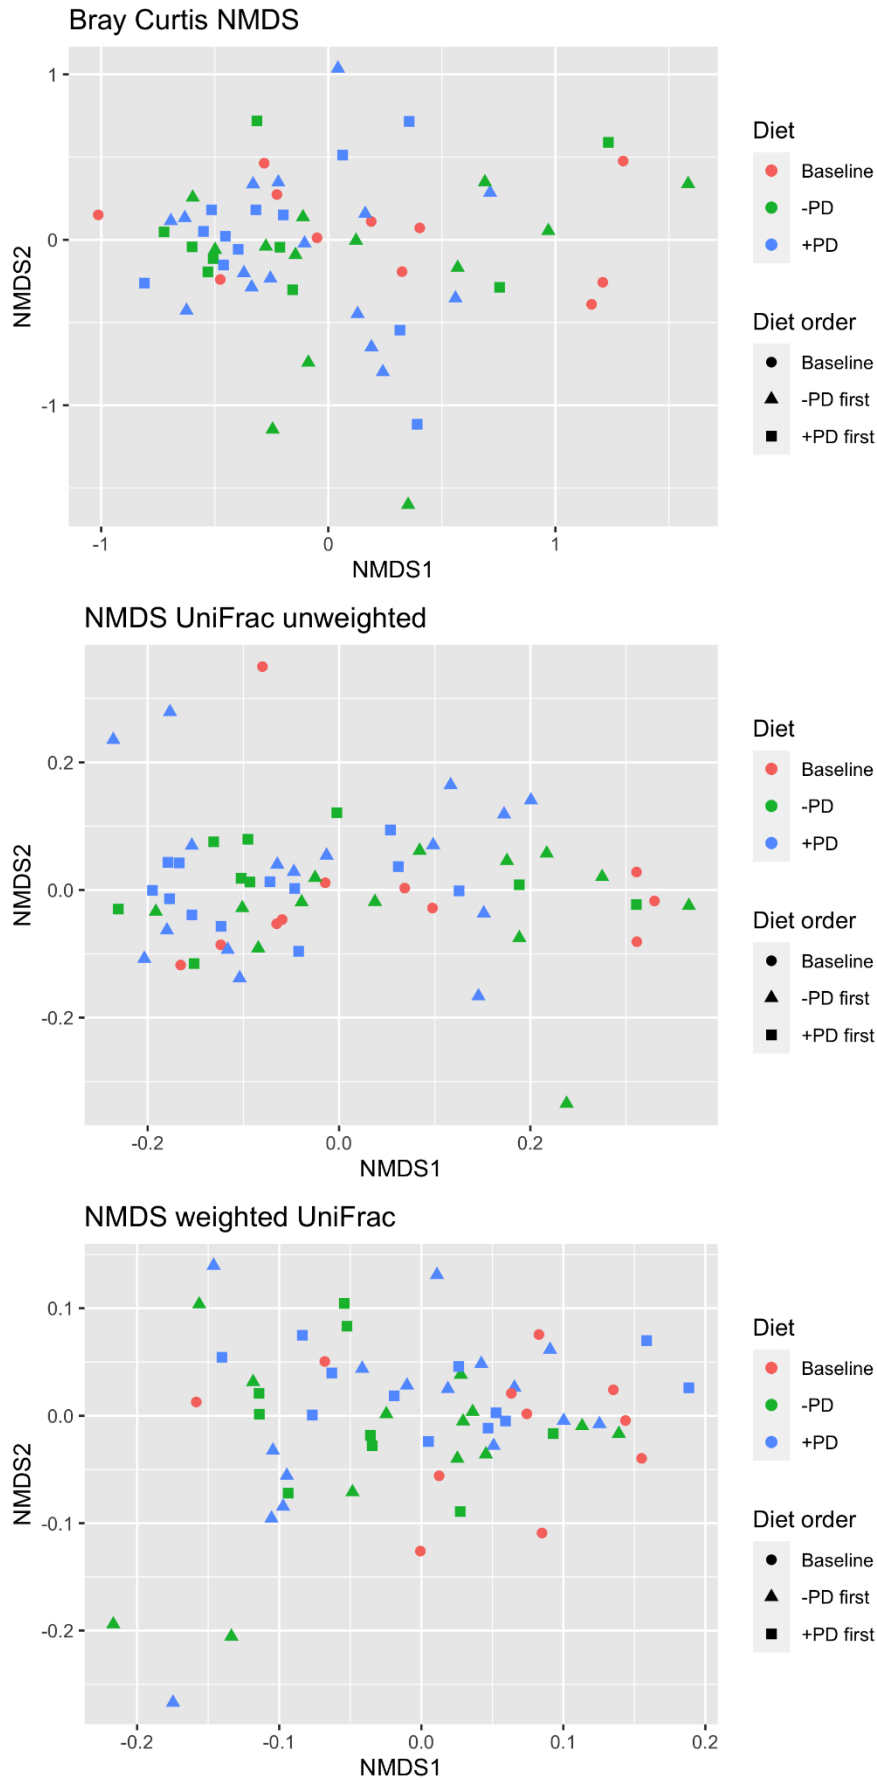 Bray Curtis NMDS
1
0
-1
NMDS2
-1
0
1
NMDS1
Diet
Baseline
-PD
+PD
Diet order
Baseline
-PD first
+PD first
NMDS UniFrac unweighted
0.2
0.0
-0.2
NMDS2
-0.2
0.0
0.2
NMDS1
Diet
Baseline
-PD
+PD
Diet order
Baseline
-PD first
+PD first
NMDS weighted UniFrac
0.1
0.0
-0.1
-0.2
NMDS2
-0.2
-0.1
0.0
0.1
0.2
NMDS1
Diet
Baseline
-PD
+PD
Diet order
Baseline
-PD first
+PD first